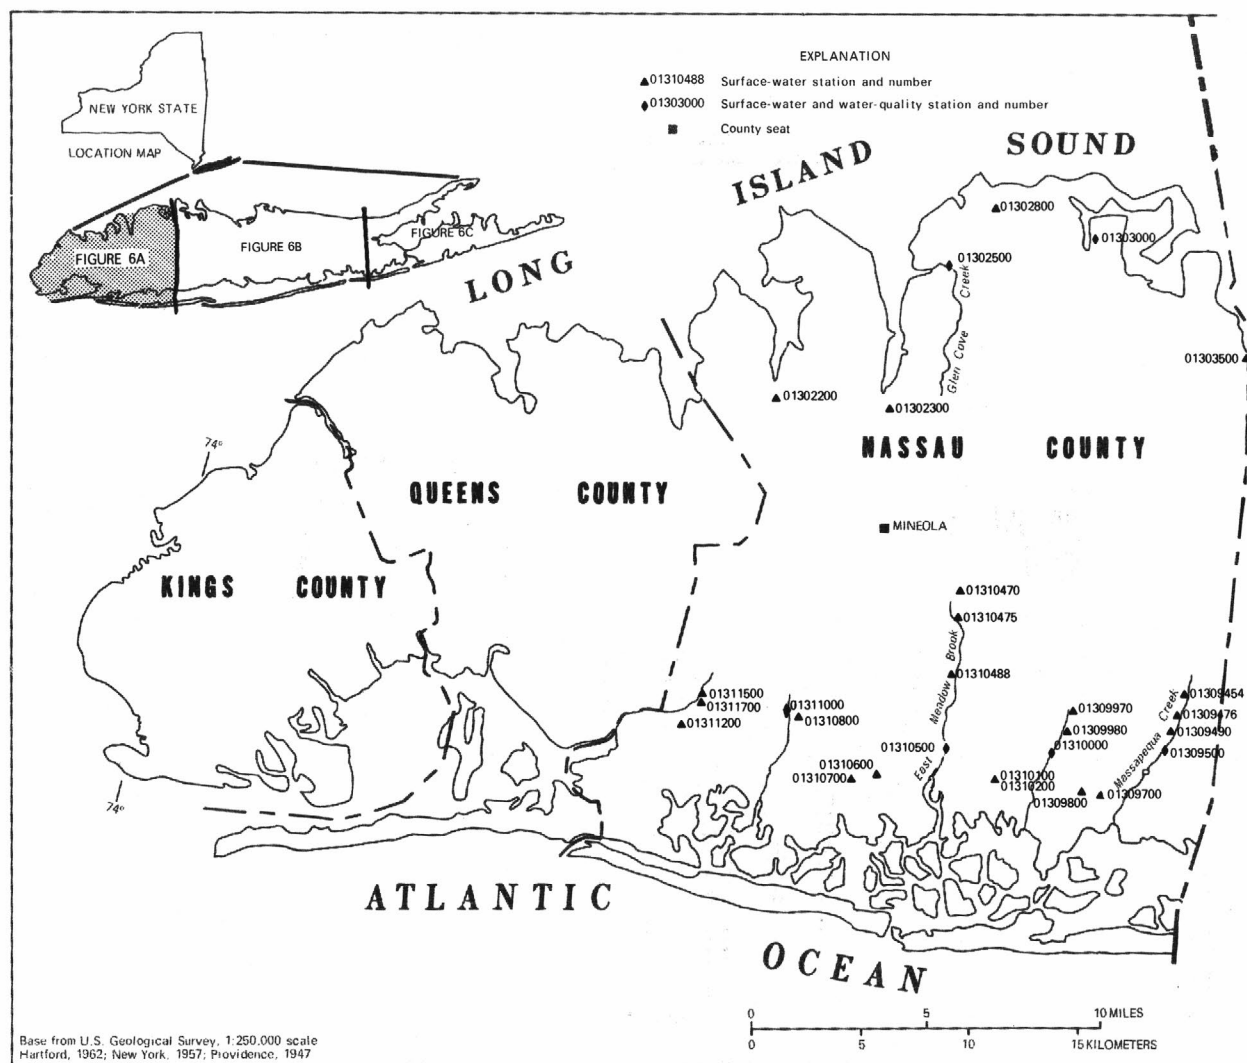 EXPLANATION
01310488 Surface-water station and number
01303000 Surface-water and water-quality station and number
County seat
NEW YORK STATE
LOCATION MAP
FIGURE 6A
FIGURE 6B
FIGURE 6C
LONG
ISLAND
SOUND
01302800
01303000
01302500
Glen Cove Creek
01303500
01302200
01302300
NASSAU COUNTY
74°
QUEENS COUNTY
MINEOLA
KINGS COUNTY
01310470
01310475
East Meadow Brook
01310488
01311500
01311700
01311200
01311000
01310800
01309970
01309980
01310000
01309454
01309476
01309490
01309500
Massapequa Creek
01310500
01310600
01310700
01310100
01310200
01309800
01309700
74°
ATLANTIC
OCEAN
0 5 10 MILES
0 5 10 15 KILOMETERS
Base from U.S. Geological Survey, 1:250,000 scale
Hartford, 1962; New York, 1957; Providence, 1947